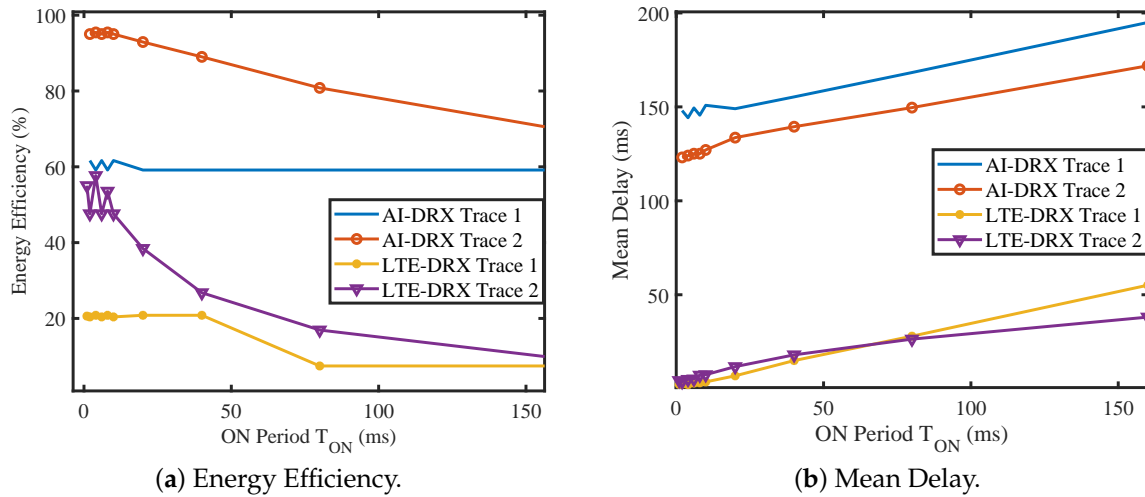 100
80
60
40
20
Energy Efficiency (%)
AI-DRX Trace 1
AI-DRX Trace 2
LTE-DRX Trace 1
LTE-DRX Trace 2
0 50 100 150
ON Period T_ON (ms)
(a) Energy Efficiency.
200
150
100
50
Mean Delay (ms)
AI-DRX Trace 1
AI-DRX Trace 2
LTE-DRX Trace 1
LTE-DRX Trace 2
0 50 100 150
ON Period T_ON (ms)
(b) Mean Delay.